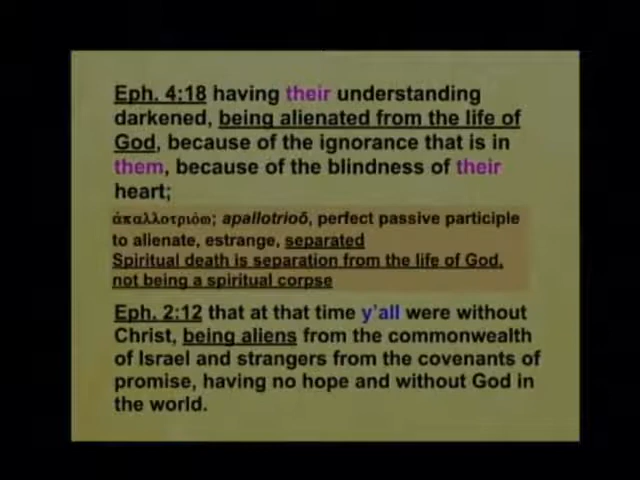 Eph. 4:18 having their understanding
darkened, being alienated from the life of
God, because of the ignorance that is in
them, because of the blindness of their
heart;
ἀπαλλοτριόω; apallotrioō, perfect passive participle
to alienate, estrange, separated
Spiritual death is separation from the life of God,
not being a spiritual corpse
Eph. 2:12 that at that time y'all were without
Christ, being aliens from the commonwealth
of Israel and strangers from the covenants of
promise, having no hope and without God in
the world.